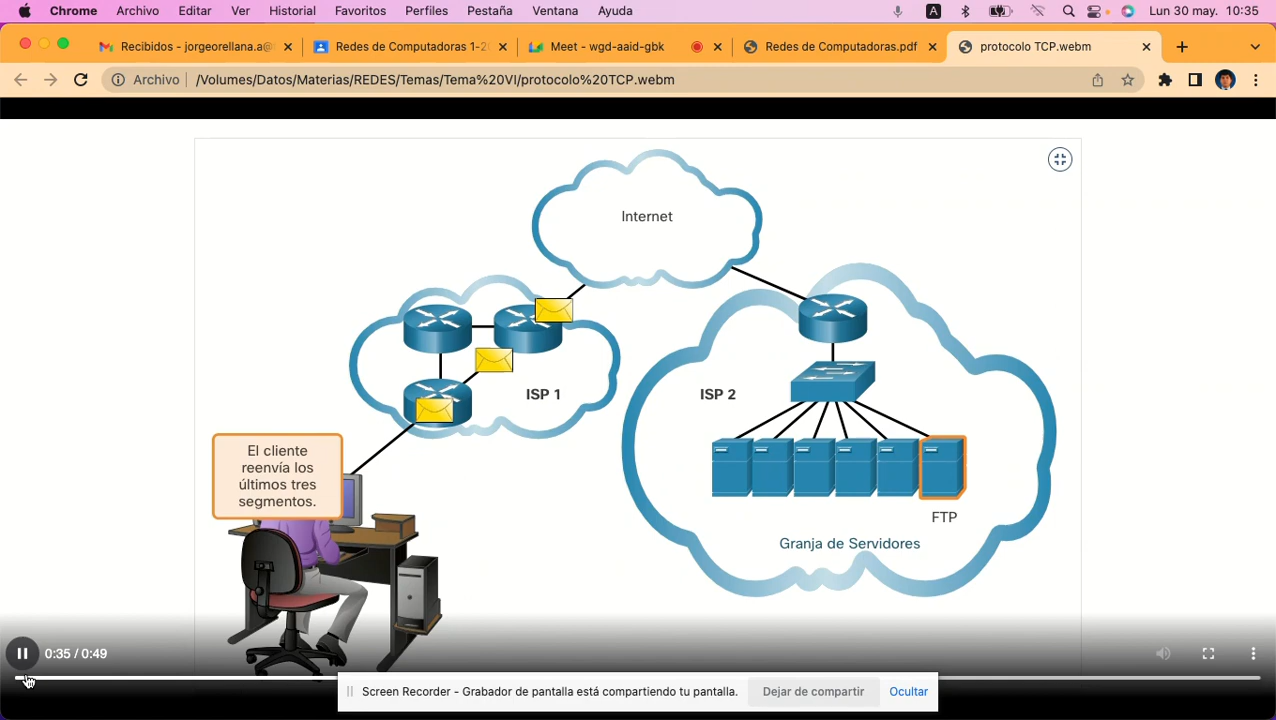 Chrome Archivo Editar Ver Historial Favoritos Perfiles Pestaña Ventana Ayuda A Lun 30 may. 10:35
Recibidos - jorgeorellana.a@ Redes de Computadoras 1-2 Meet - wgd-aaid-gbk Redes de Computadoras.pdf protocolo TCP.webm
Archivo /Volumes/Datos/Materias/REDES/Temas/Tema%20VI/protocolo%20TCP.webm
Internet
ISP 1
ISP 2
El cliente
reenvía los
últimos tres
segmentos.
FTP
Granja de Servidores
0:35 / 0:49
Screen Recorder - Grabador de pantalla está compartiendo tu pantalla. Dejar de compartir Ocultar